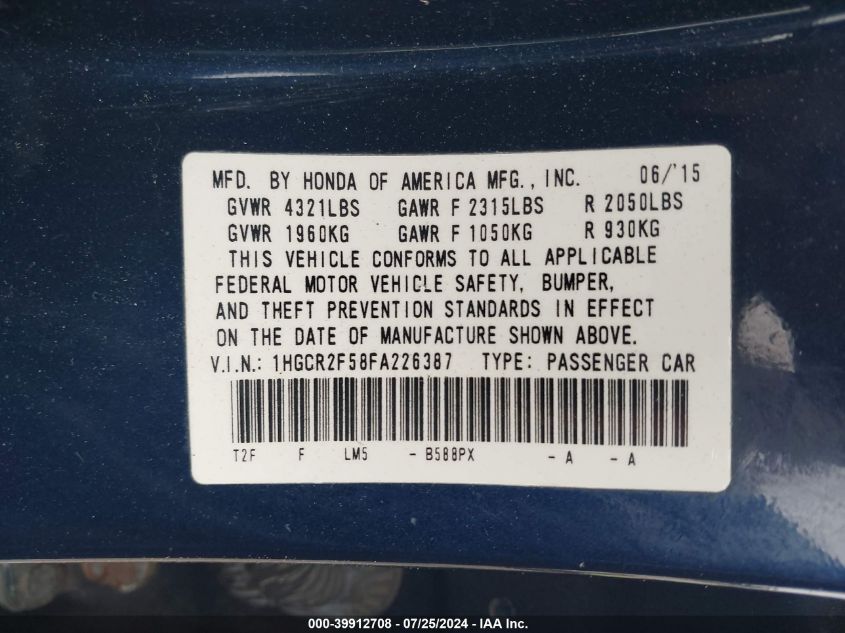 MFD. BY HONDA OF AMERICA MFG., INC. 06/'15
GVWR 4321LBS GAWR F 2315LBS R 2050LBS
GVWR 1960KG GAWR F 1050KG R 930KG
THIS VEHICLE CONFORMS TO ALL APPLICABLE
FEDERAL MOTOR VEHICLE SAFETY, BUMPER,
AND THEFT PREVENTION STANDARDS IN EFFECT
ON THE DATE OF MANUFACTURE SHOWN ABOVE.
V.I.N.: 1HGCR2F58FA226387 TYPE: PASSENGER CAR
T2F F LM5 - B588PX - A - A
000-39912708 - 07/25/2024 - IAA Inc.